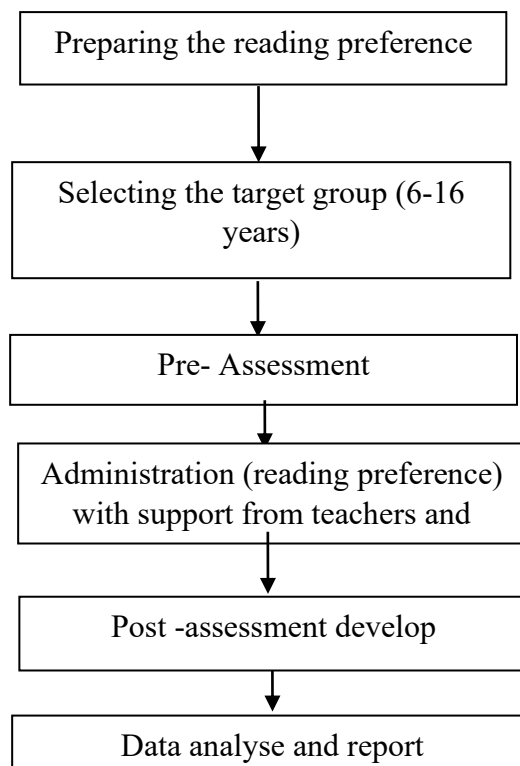 Preparing the reading preference
Selecting the target group (6-16
years)
Pre- Assessment
Administration (reading preference)
with support from teachers and
Post -assessment develop
Data analyse and report